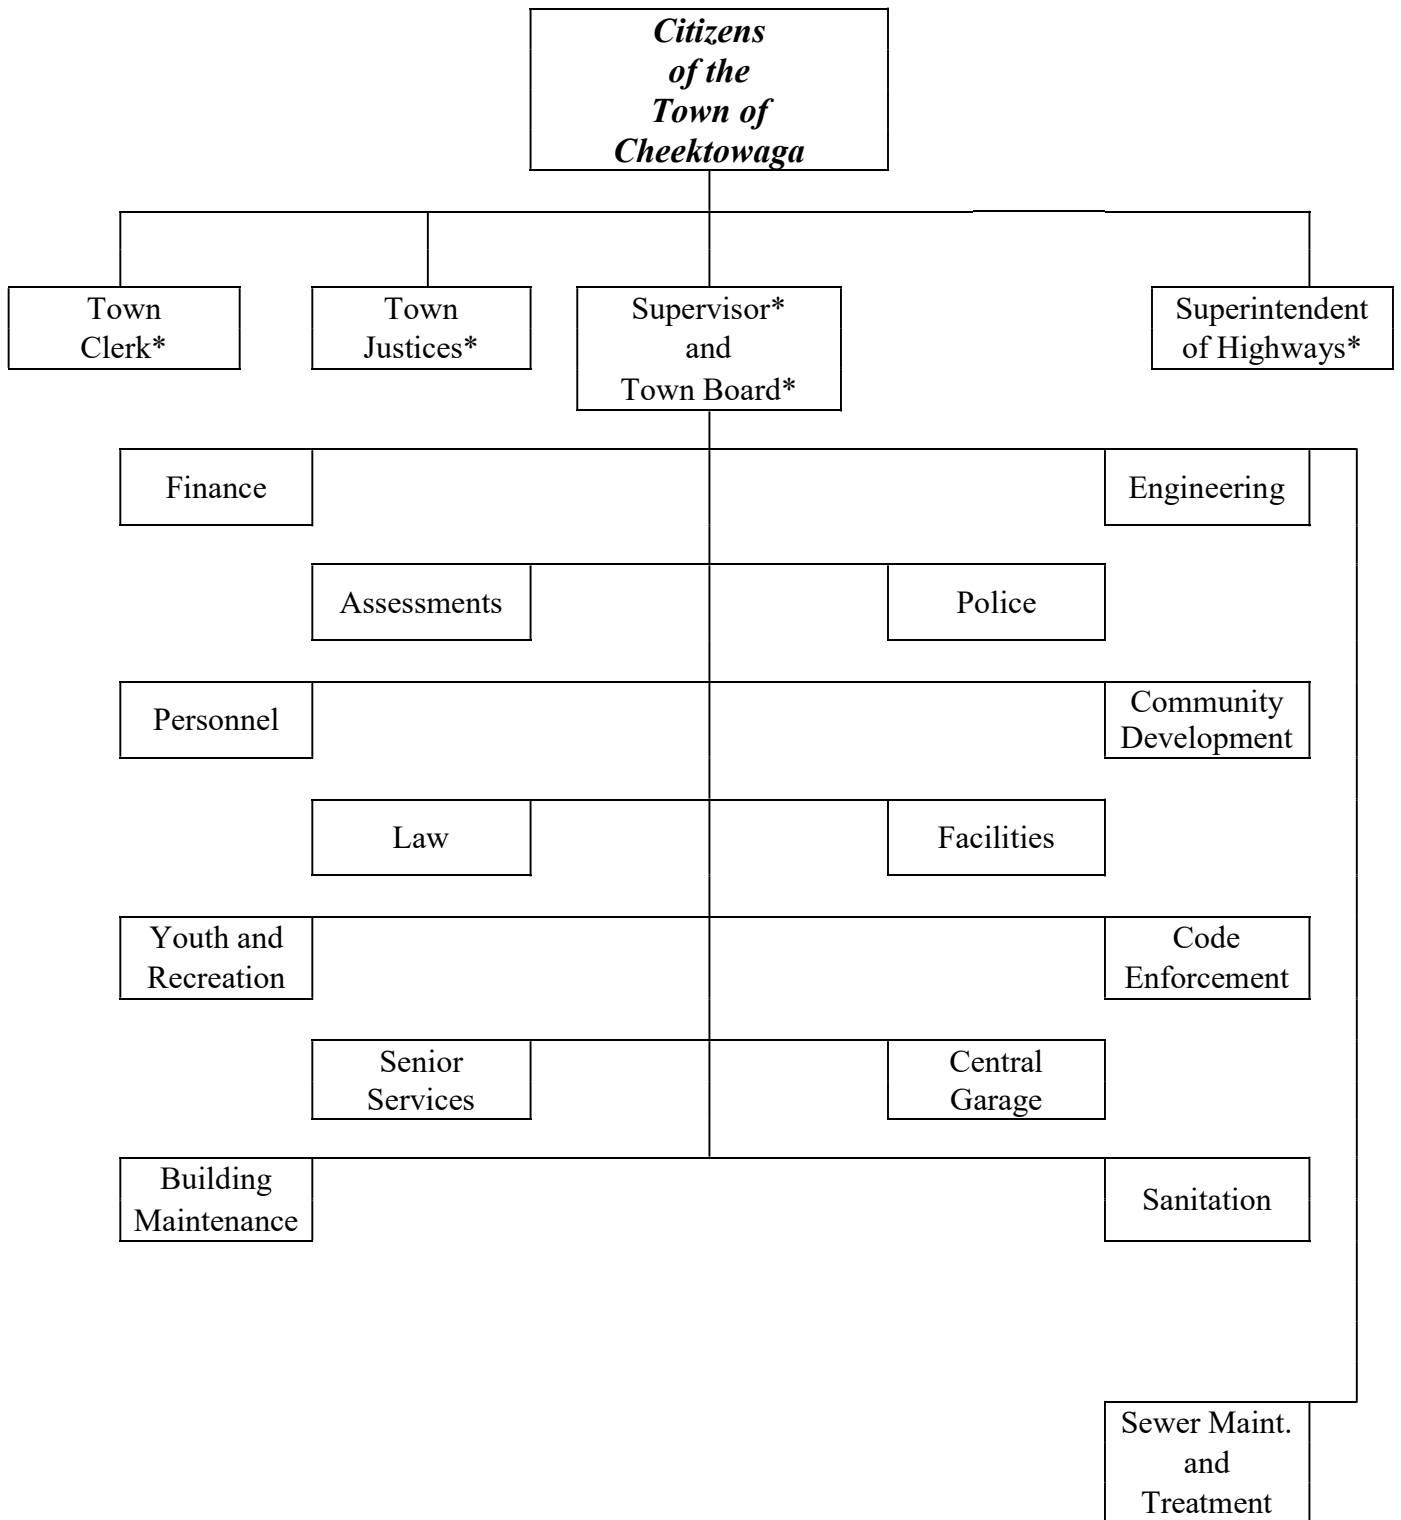 Citizens
of the
Town of
Cheektowaga
Town
Clerk*
Town
Justices*
Supervisor*
and
Town Board*
Superintendent
of Highways*
Finance
Engineering
Assessments
Police
Personnel
Community
Development
Law
Facilities
Youth and
Recreation
Code
Enforcement
Senior
Services
Central
Garage
Building
Maintenance
Sanitation
Sewer Maint.
and
Treatment